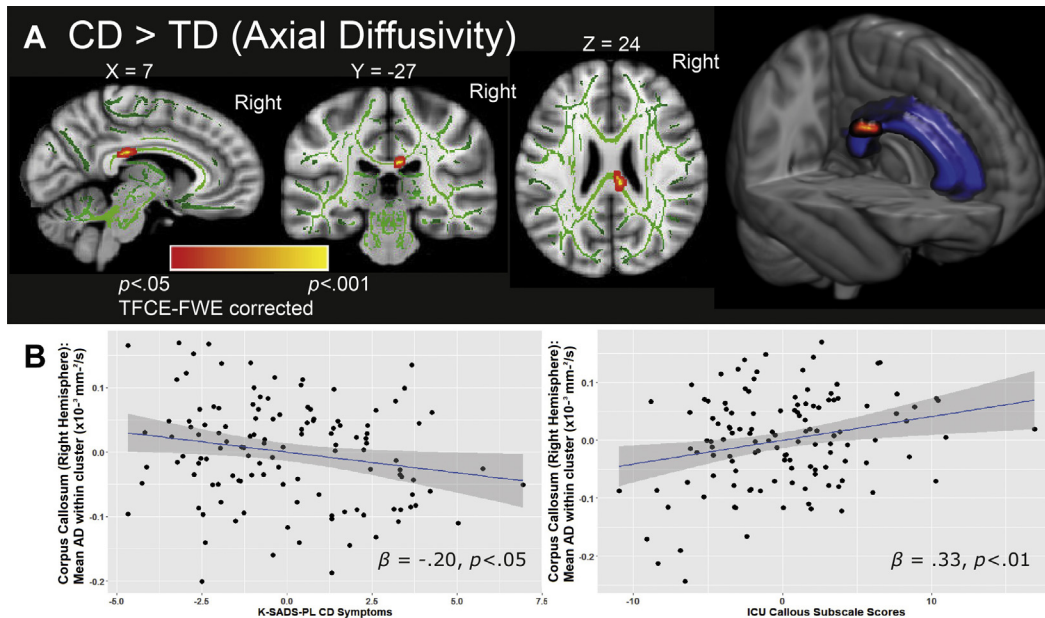 A CD > TD (Axial Diffusivity)
X = 7
Y = -27
Z = 24
Right
Right
Right
p<.05
p<.001
TFCE-FWE corrected
B
Corpus Callosum (Right Hemisphere):
Mean AD within cluster (x10⁻³ mm⁻²/s)
0.1
0.0
-0.1
-0.2
β = -.20, p<.05
-5.0
-2.5
0.0
2.5
5.0
7.5
K-SADS-PL CD Symptoms
Corpus Callosum (Right Hemisphere):
Mean AD within cluster (x10⁻³ mm⁻²/s)
0.1
0.0
-0.1
-0.2
β = .33, p<.01
-10
0
10
ICU Callous Subscale Scores